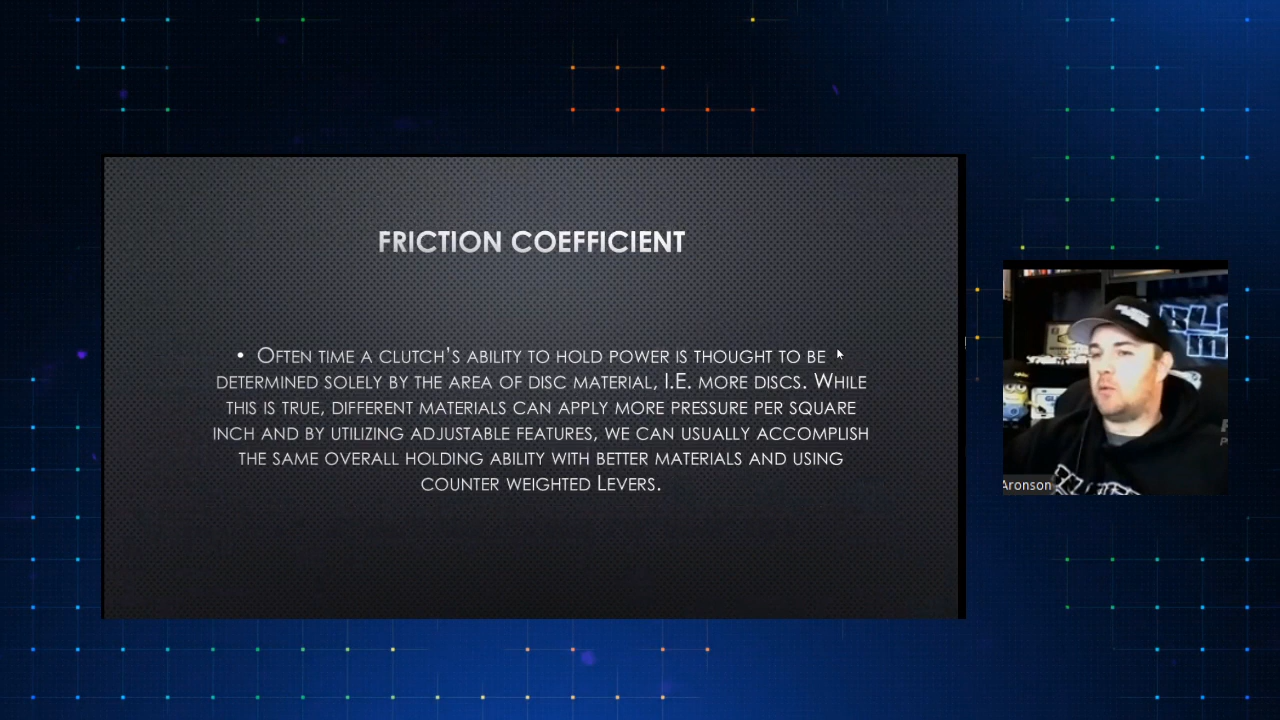 FRICTION COEFFICIENT
• OFTEN TIME A CLUTCH'S ABILITY TO HOLD POWER IS THOUGHT TO BE
DETERMINED SOLELY BY THE AREA OF DISC MATERIAL, I.E. MORE DISCS. WHILE
THIS IS TRUE, DIFFERENT MATERIALS CAN APPLY MORE PRESSURE PER SQUARE
INCH AND BY UTILIZING ADJUSTABLE FEATURES, WE CAN USUALLY ACCOMPLISH
THE SAME OVERALL HOLDING ABILITY WITH BETTER MATERIALS AND USING
COUNTER WEIGHTED LEVERS.
Aronson